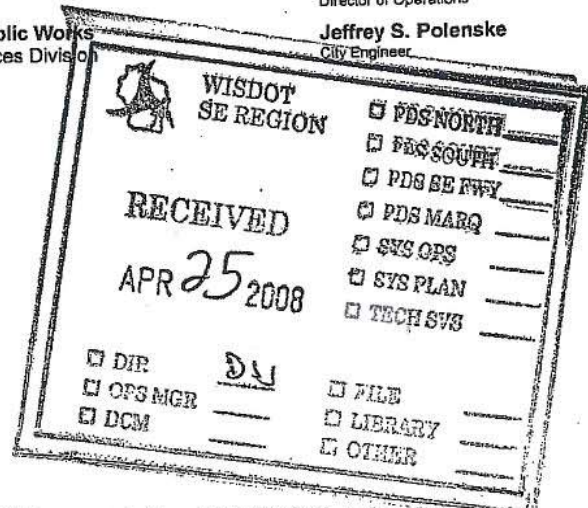 Director of Operations
Jeffrey S. Polenske
City Engineer
blic Works
ces Division
WISDOT
SE REGION
RECEIVED
APR 25 2008
PDS NORTH
PDS SOUTH
PDS SE FWY
PDS MARQ
SYS OPS
SYS PLAN
TECH SVS
DIR
OPS MGR
DCM
FILE
LIBRARY
OTHER